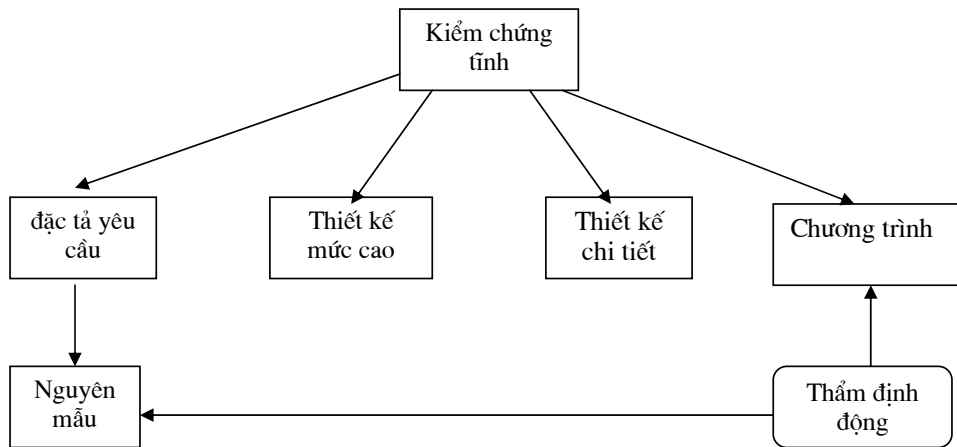 Kiểm chứng
tĩnh
đặc tả yêu
cầu
Thiết kế
mức cao
Thiết kế
chi tiết
Chương trình
Nguyên
mẫu
Thẩm định
động